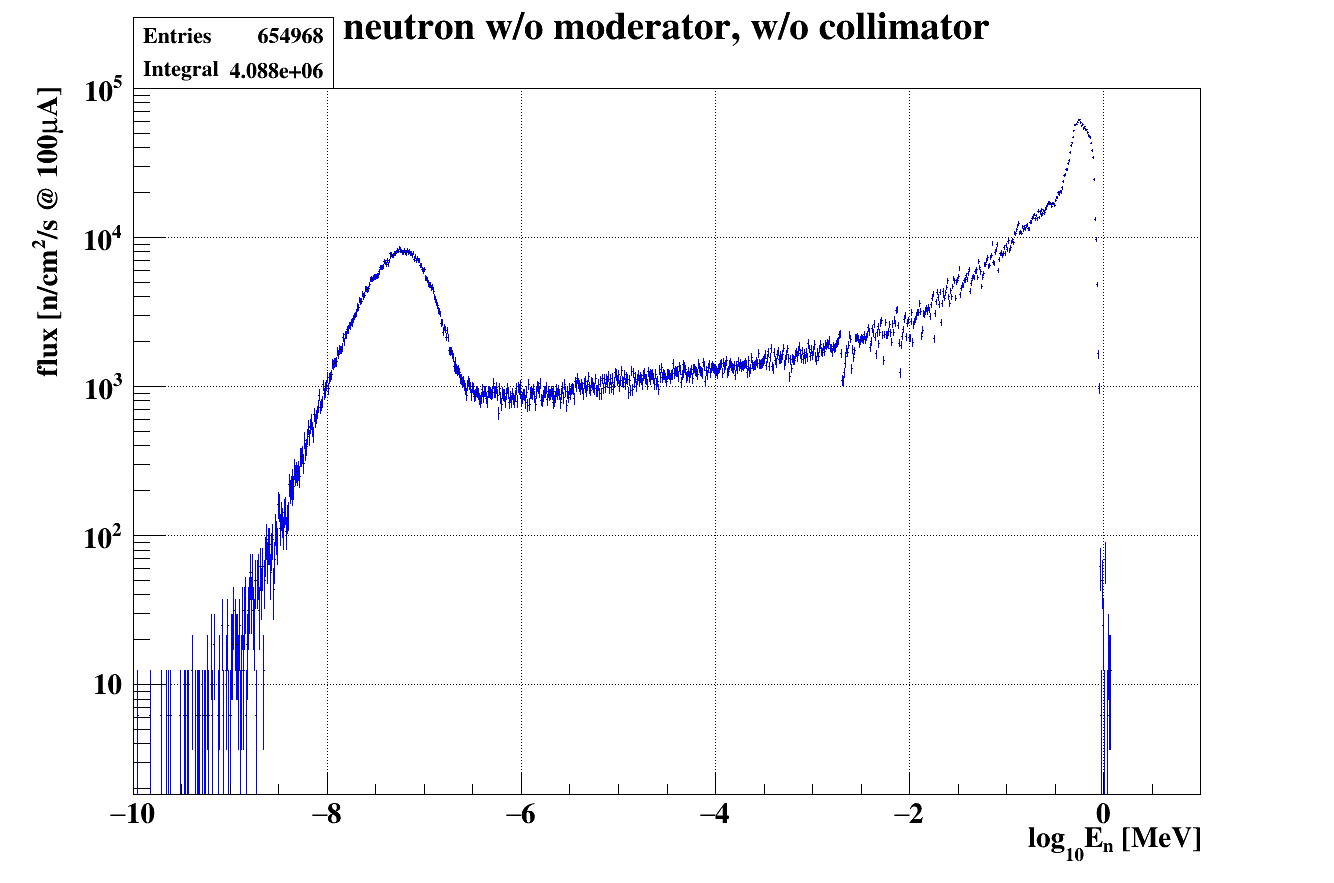 neutron w/o moderator, w/o collimator
Entries 654968
Integral 4.088e+06
flux [n/cm²/s @ 100μA]
10⁵
10⁴
10³
10²
10
−10 −8 −6 −4 −2 0
log₁₀Eₙ [MeV]